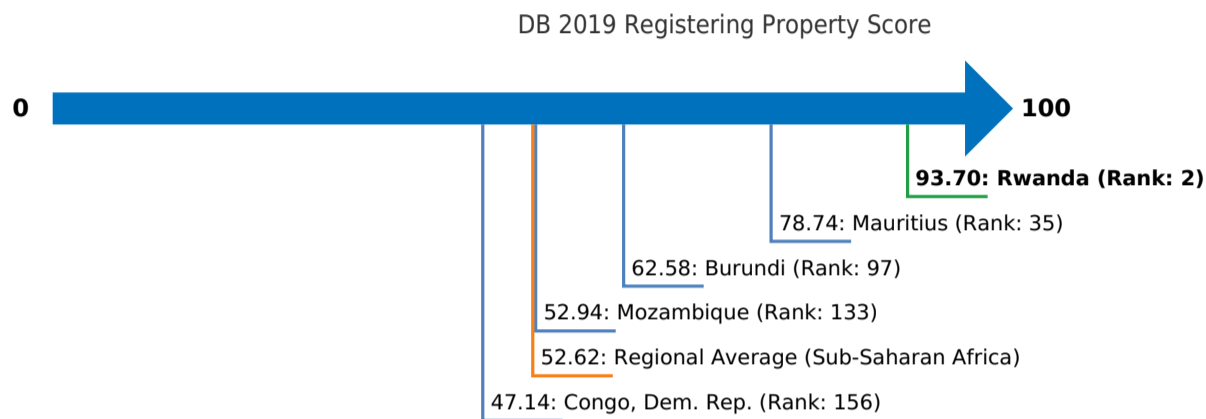 DB 2019 Registering Property Score
0
100
93.70: Rwanda (Rank: 2)
78.74: Mauritius (Rank: 35)
62.58: Burundi (Rank: 97)
52.94: Mozambique (Rank: 133)
52.62: Regional Average (Sub-Saharan Africa)
47.14: Congo, Dem. Rep. (Rank: 156)